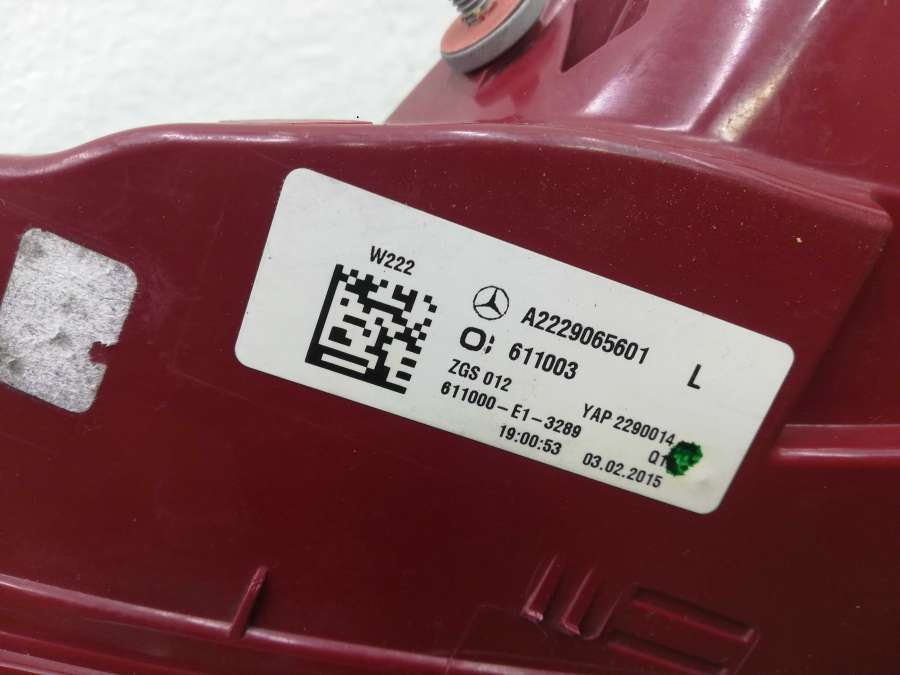 W222
A2229065601
611003
L
ZGS 012
611000-E1-3289
YAP 2290014
19:00:53
03.02.2015